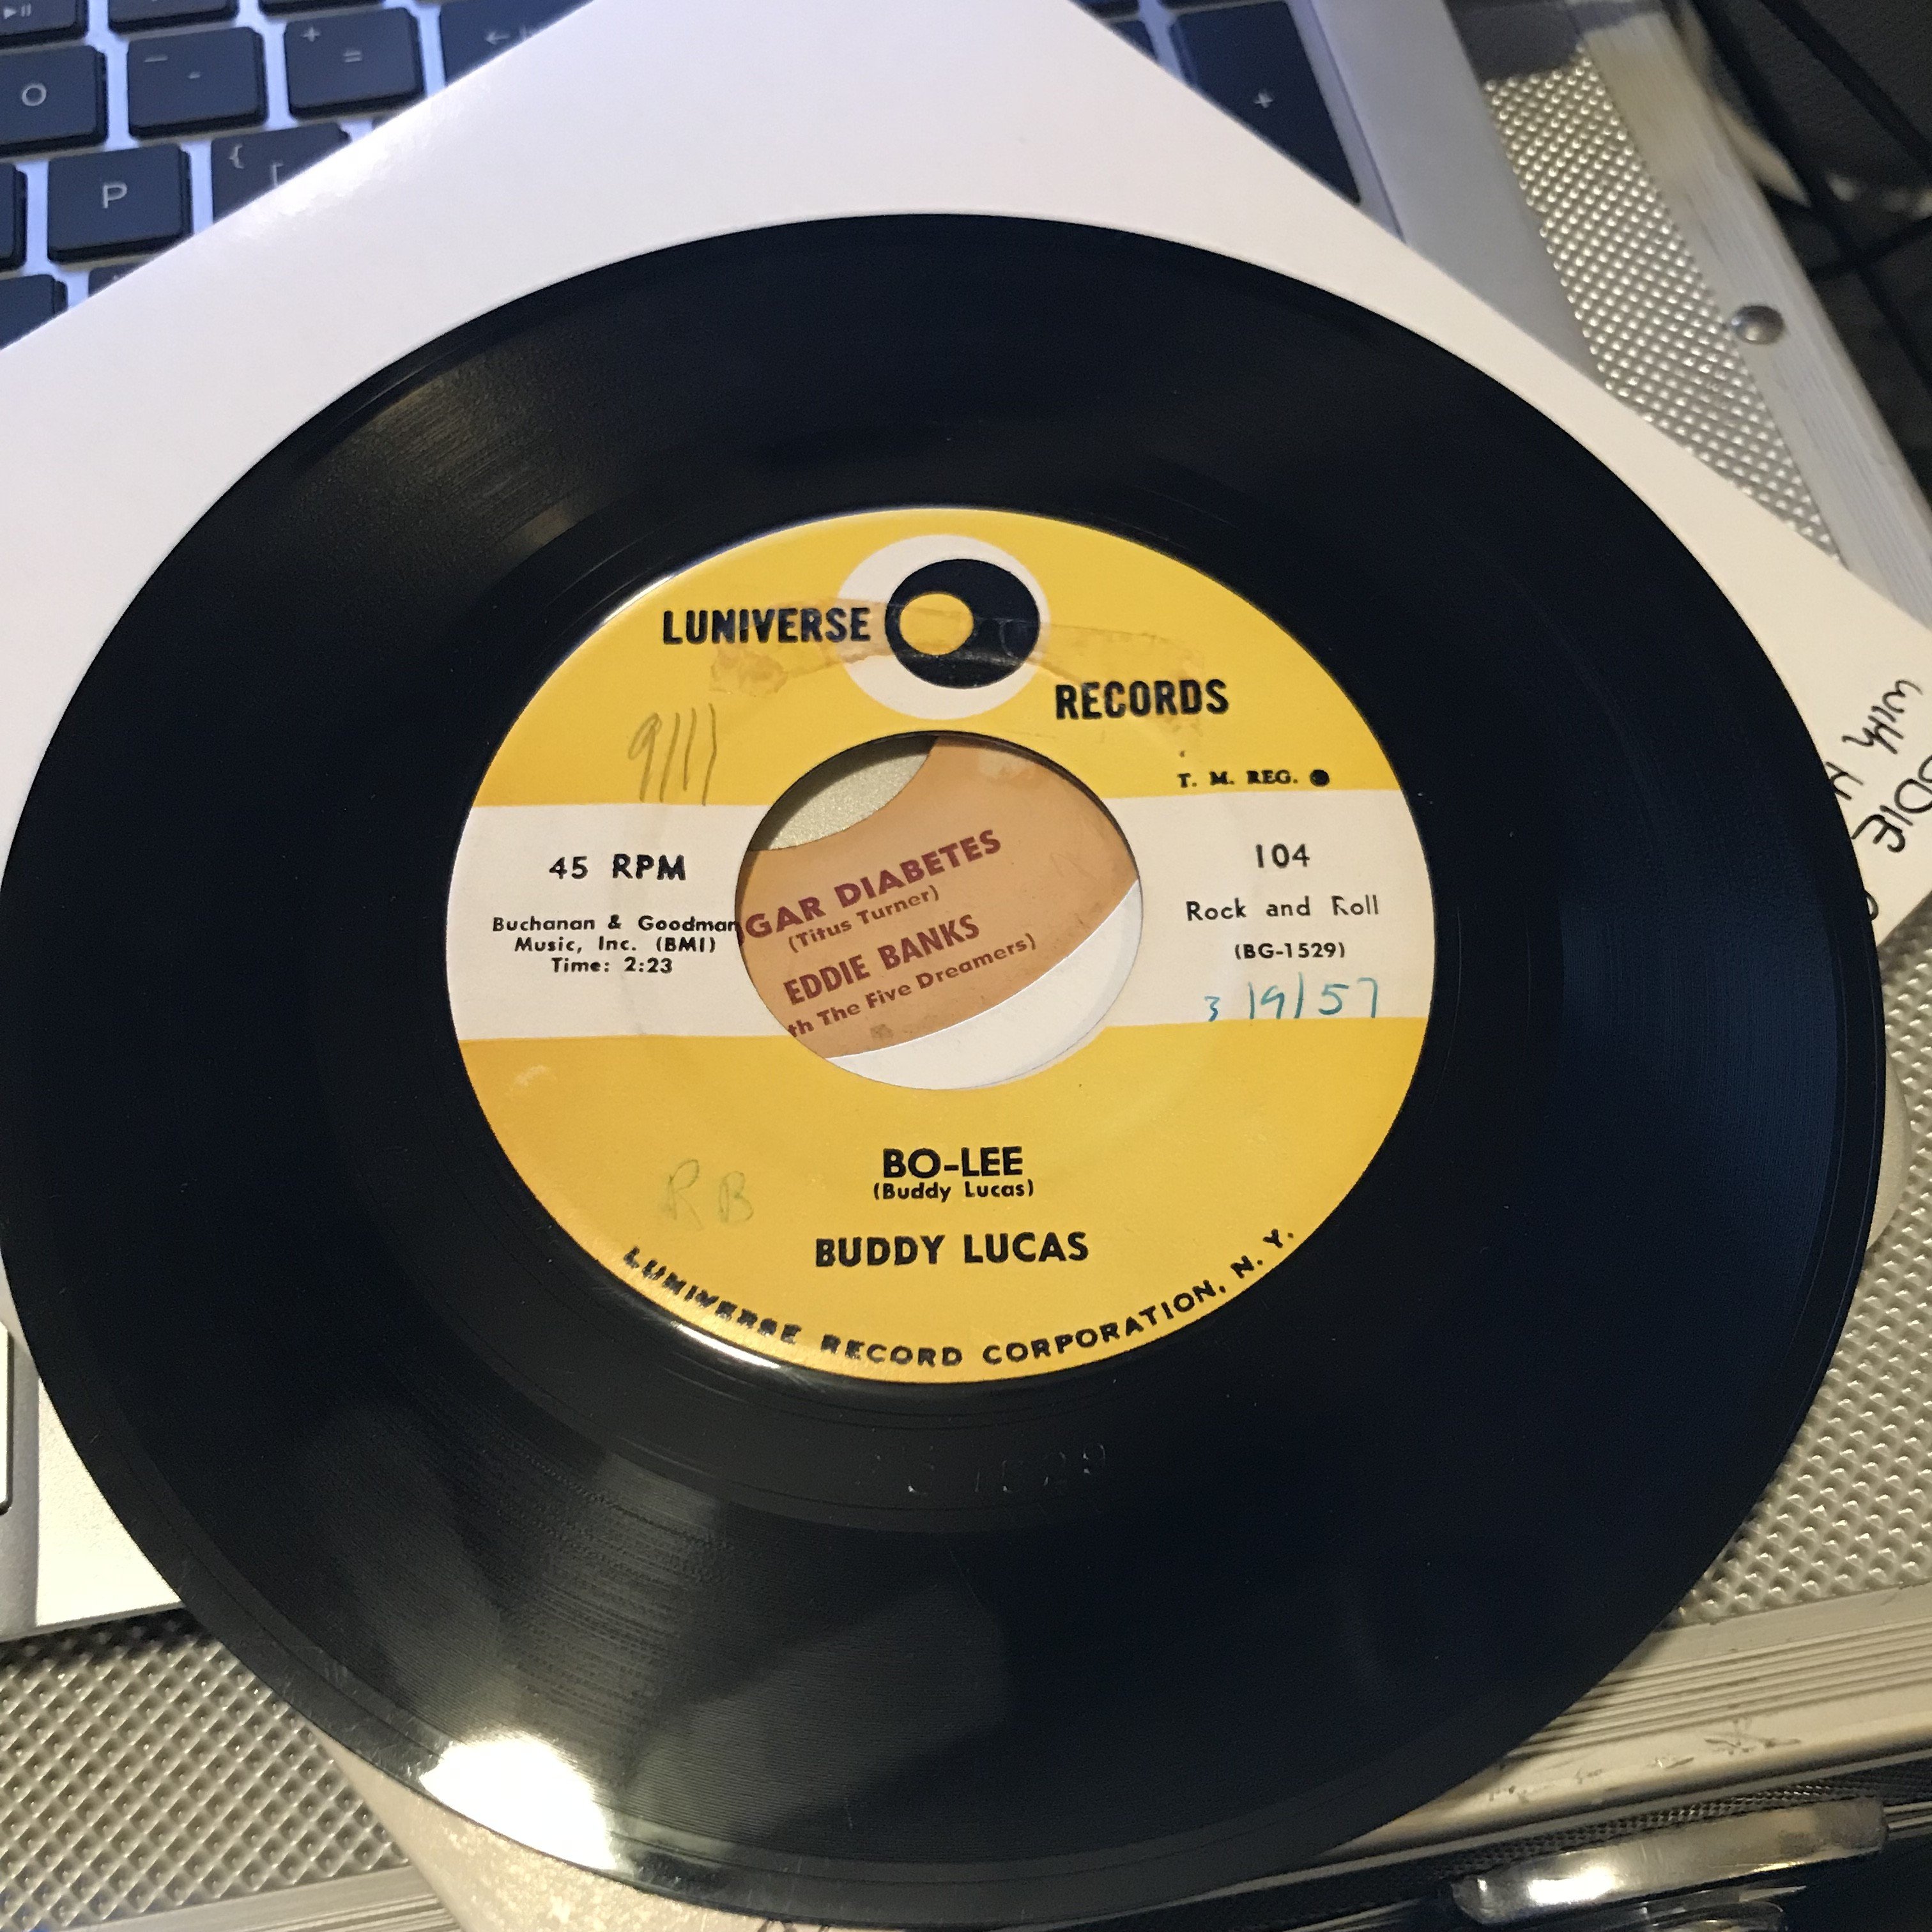 O
P
LUNIVERSE
RECORDS
T. M. REG.
9111
45 RPM
Buchanan & Goodman
Music, Inc. (BMI)
Time: 2:23
104
Rock and Roll
(BG-1529)
3 19/57
GAR DIABETES
(Titus Turner)
EDDIE BANKS
th The Five Dreamers)
BO-LEE
(Buddy Lucas)
BUDDY LUCAS
RB
LUNIVERSE RECORD CORPORATION, N. Y.
WITH